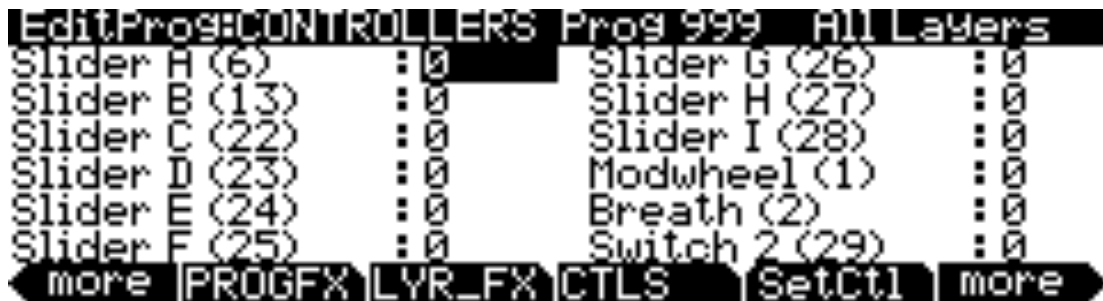 EditProg:CONTROLLERS Prog 999 All Layers
Slider A (6) :0 Slider G (26) :0
Slider B (13) :0 Slider H (27) :0
Slider C (22) :0 Slider I (28) :0
Slider D (23) :0 Modwheel (1) :0
Slider E (24) :0 Breath (2) :0
Slider F (25) :0 Switch 2 (29) :0
more PROGFX LYR_FX CTLS SetCtl more